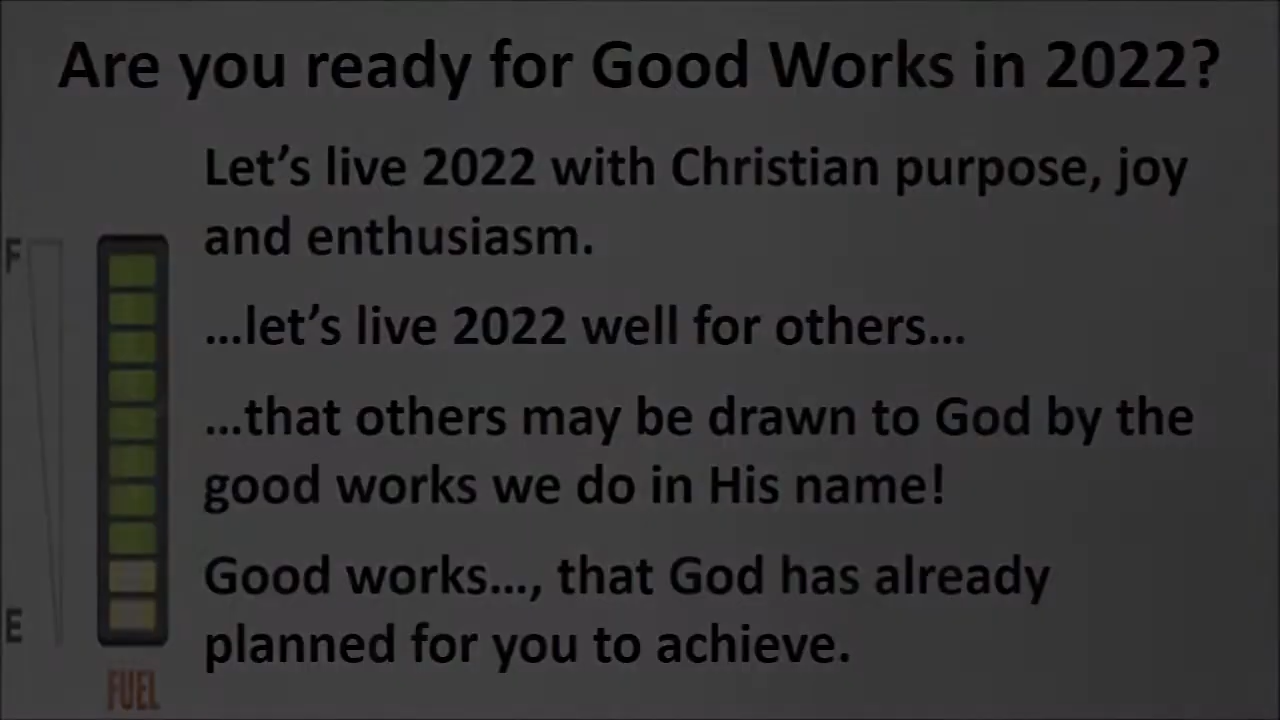 Are you ready for Good Works in 2022?
Let’s live 2022 with Christian purpose, joy
and enthusiasm.
…let’s live 2022 well for others…
…that others may be drawn to God by the
good works we do in His name!
Good works…, that God has already
planned for you to achieve.
F
E
FUEL